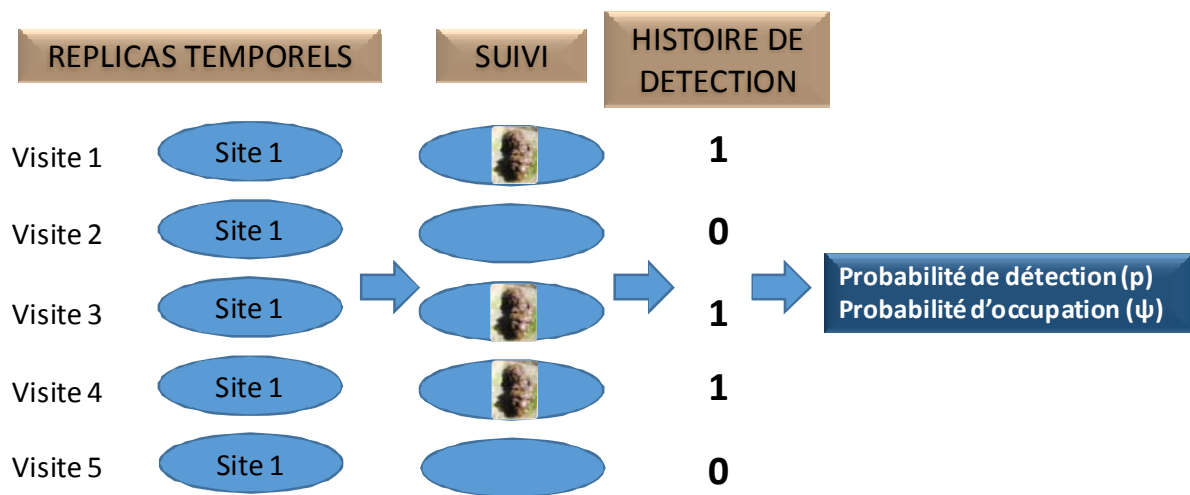 REPLICAS TEMPORELS
SUIVI
HISTOIRE DE
DETECTION
Visite 1
Site 1
1
Visite 2
Site 1
0
Visite 3
Site 1
1
Visite 4
Site 1
1
Visite 5
Site 1
0
Probabilité de détection (p)
Probabilité d'occupation (ψ)